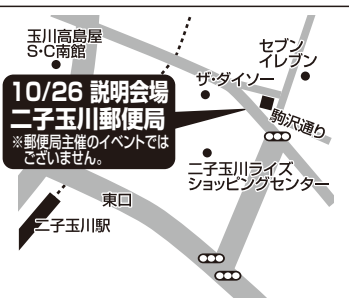 玉川高島屋
S・C南館
セブン
イレブン
ザ・ダイソー
10/26 説明会場
二子玉川郵便局
※郵便局主催のイベントでは
ございません。
駒沢通り
二子玉川ライズ
ショッピングセンター
東口
二子玉川駅